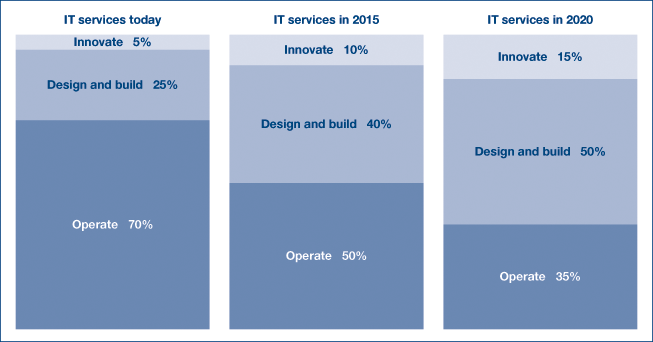 IT services today
Innovate 5%
Design and build 25%
Operate 70%
IT services in 2015
Innovate 10%
Design and build 40%
Operate 50%
IT services in 2020
Innovate 15%
Design and build 50%
Operate 35%